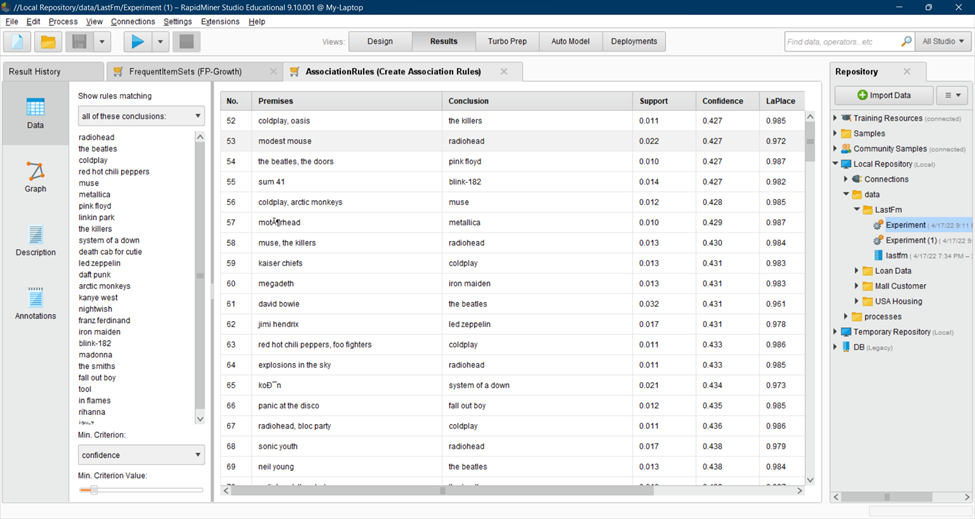 //Local Repository/data/LastFm/Experiment (1) – RapidMiner Studio Educational 9.10.001 @ My-Laptop
File Edit Process View Connections Settings Extensions Help
Views: Design Results Turbo Prep Auto Model Deployments Find data, operators...etc All Studio
Result History FrequentItemSets (FP-Growth) AssociationRules (Create Association Rules)
Data
Graph
Description
Annotations
Show rules matching
all of these conclusions:
radiohead
the beatles
coldplay
red hot chili peppers
muse
metallica
pink floyd
linkin park
the killers
system of a down
death cab for cutie
led zeppelin
daft punk
arctic monkeys
kanye west
nightwish
franz ferdinand
iron maiden
blink-182
madonna
the smiths
fall out boy
tool
in flames
rihanna
Min. Criterion:
confidence
Min. Criterion Value:
No. Premises Conclusion Support Confidence LaPlace
52 coldplay, oasis the killers 0.011 0.427 0.985
53 modest mouse radiohead 0.022 0.427 0.972
54 the beatles, the doors pink floyd 0.010 0.427 0.987
55 sum 41 blink-182 0.014 0.427 0.982
56 coldplay, arctic monkeys muse 0.012 0.428 0.985
57 motÃ¶rhead metallica 0.010 0.429 0.987
58 muse, the killers radiohead 0.013 0.430 0.984
59 kaiser chiefs coldplay 0.013 0.431 0.983
60 megadeth iron maiden 0.013 0.431 0.983
61 david bowie the beatles 0.032 0.431 0.961
62 jimi hendrix led zeppelin 0.017 0.431 0.978
63 red hot chili peppers, foo fighters coldplay 0.011 0.433 0.986
64 explosions in the sky radiohead 0.011 0.433 0.985
65 koÐ¯n system of a down 0.021 0.434 0.973
66 panic at the disco fall out boy 0.012 0.435 0.985
67 radiohead, bloc party coldplay 0.011 0.436 0.986
68 sonic youth radiohead 0.017 0.438 0.979
69 neil young the beatles 0.013 0.438 0.984
Repository
Import Data
Training Resources (connected)
Samples
Community Samples (connected)
Local Repository (Local)
Connections
data
LastFm
Experiment ( 4/17/22 9:11
Experiment (1) ( 4/17/22 9:
lastfm ( 4/17/22 7:34 PM –
Loan Data
Mall Customer
USA Housing
processes
Temporary Repository (Local)
DB (Legacy)